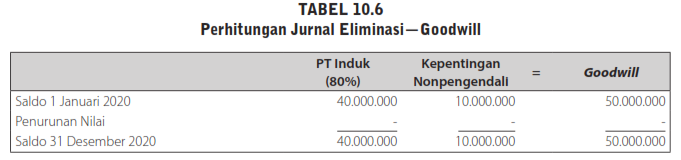 TABEL 10.6
Perhitungan Jurnal Eliminasi—Goodwill
PT Induk (80%) Kepentingan Nonpengendali = Goodwill
Saldo 1 Januari 2020 40.000.000 10.000.000 50.000.000
Penurunan Nilai - - -
Saldo 31 Desember 2020 40.000.000 10.000.000 50.000.000